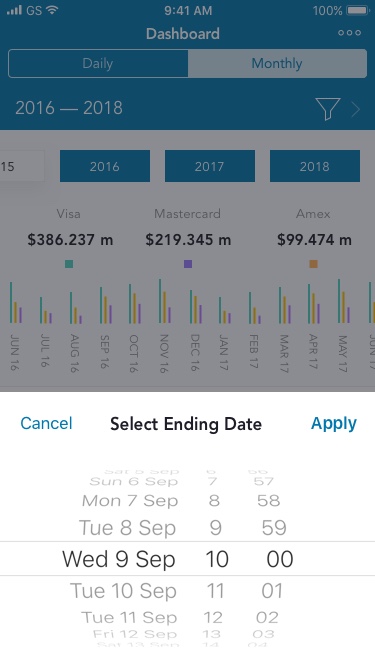 GS 9:41 AM 100%
Dashboard
Daily Monthly
2016 — 2018
15 2016 2017 2018
Visa Mastercard Amex
$386.237 m $219.345 m $99.474 m
JUN 16 JUL 16 AUG 16 SEP 16 OCT 16 NOV 16 DEC 16 JAN 17 FEB 17 MAR 17 APR 17 MAY 17
Cancel Select Ending Date Apply
Sat 5 Sep 6 56
Sun 6 Sep 7 57
Mon 7 Sep 8 58
Tue 8 Sep 9 59
Wed 9 Sep 10 00
Tue 10 Sep 11 01
Tue 11 Sep 12 02
Fri 12 Sep 13 03
Sat 13 Sep 14 04